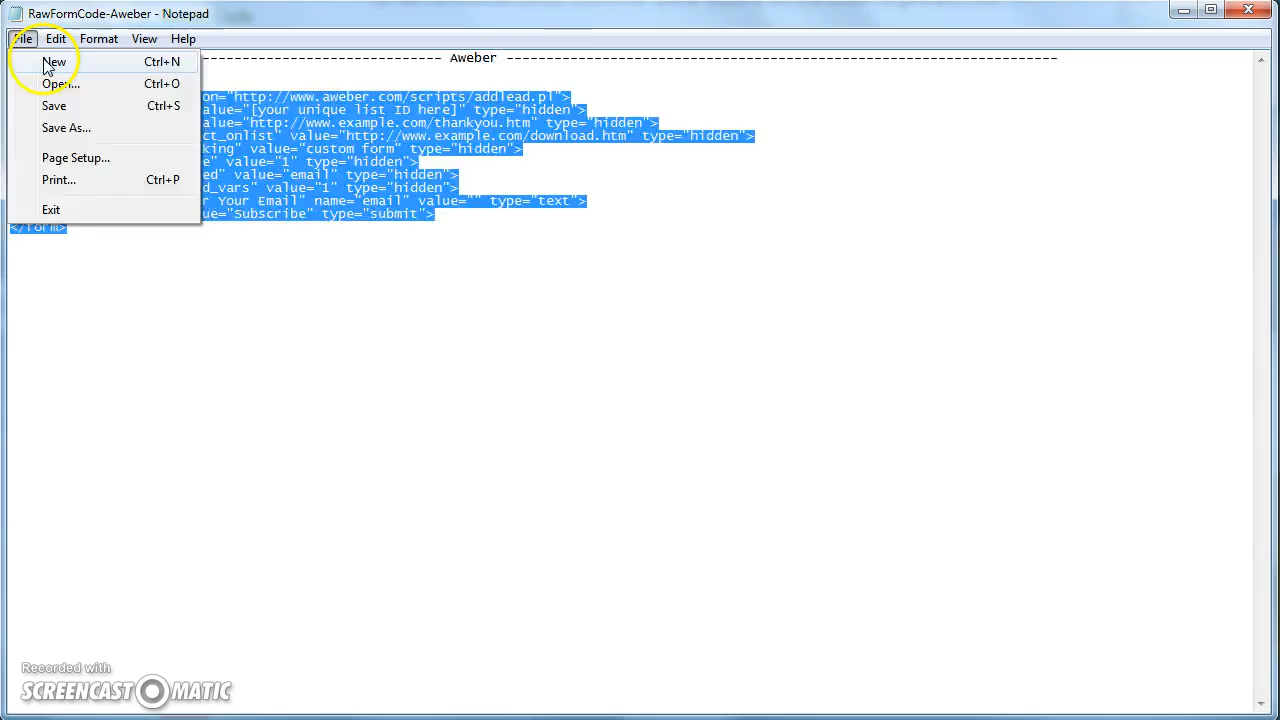 RawFormCode-Aweber - Notepad
File Edit Format View Help
New Ctrl+N
Open... Ctrl+O
Save Ctrl+S
Save As...
Page Setup...
Print... Ctrl+P
Exit
---------------------------------- Aweber ---------------------------------------------------------------------
on="http://www.aweber.com/scripts/addlead.pl">
alue="[your unique list ID here]" type="hidden">
alue="http://www.example.com/thankyou.htm" type="hidden">
ct_onlist" value="http://www.example.com/download.htm" type="hidden">
king" value="custom form" type="hidden">
e" value="1" type="hidden">
ed" value="email" type="hidden">
d_vars" value="1" type="hidden">
r Your Email" name="email" value="" type="text">
ue="Subscribe" type="submit">
</form>
Recorded with
SCREENCAST-O-MATIC